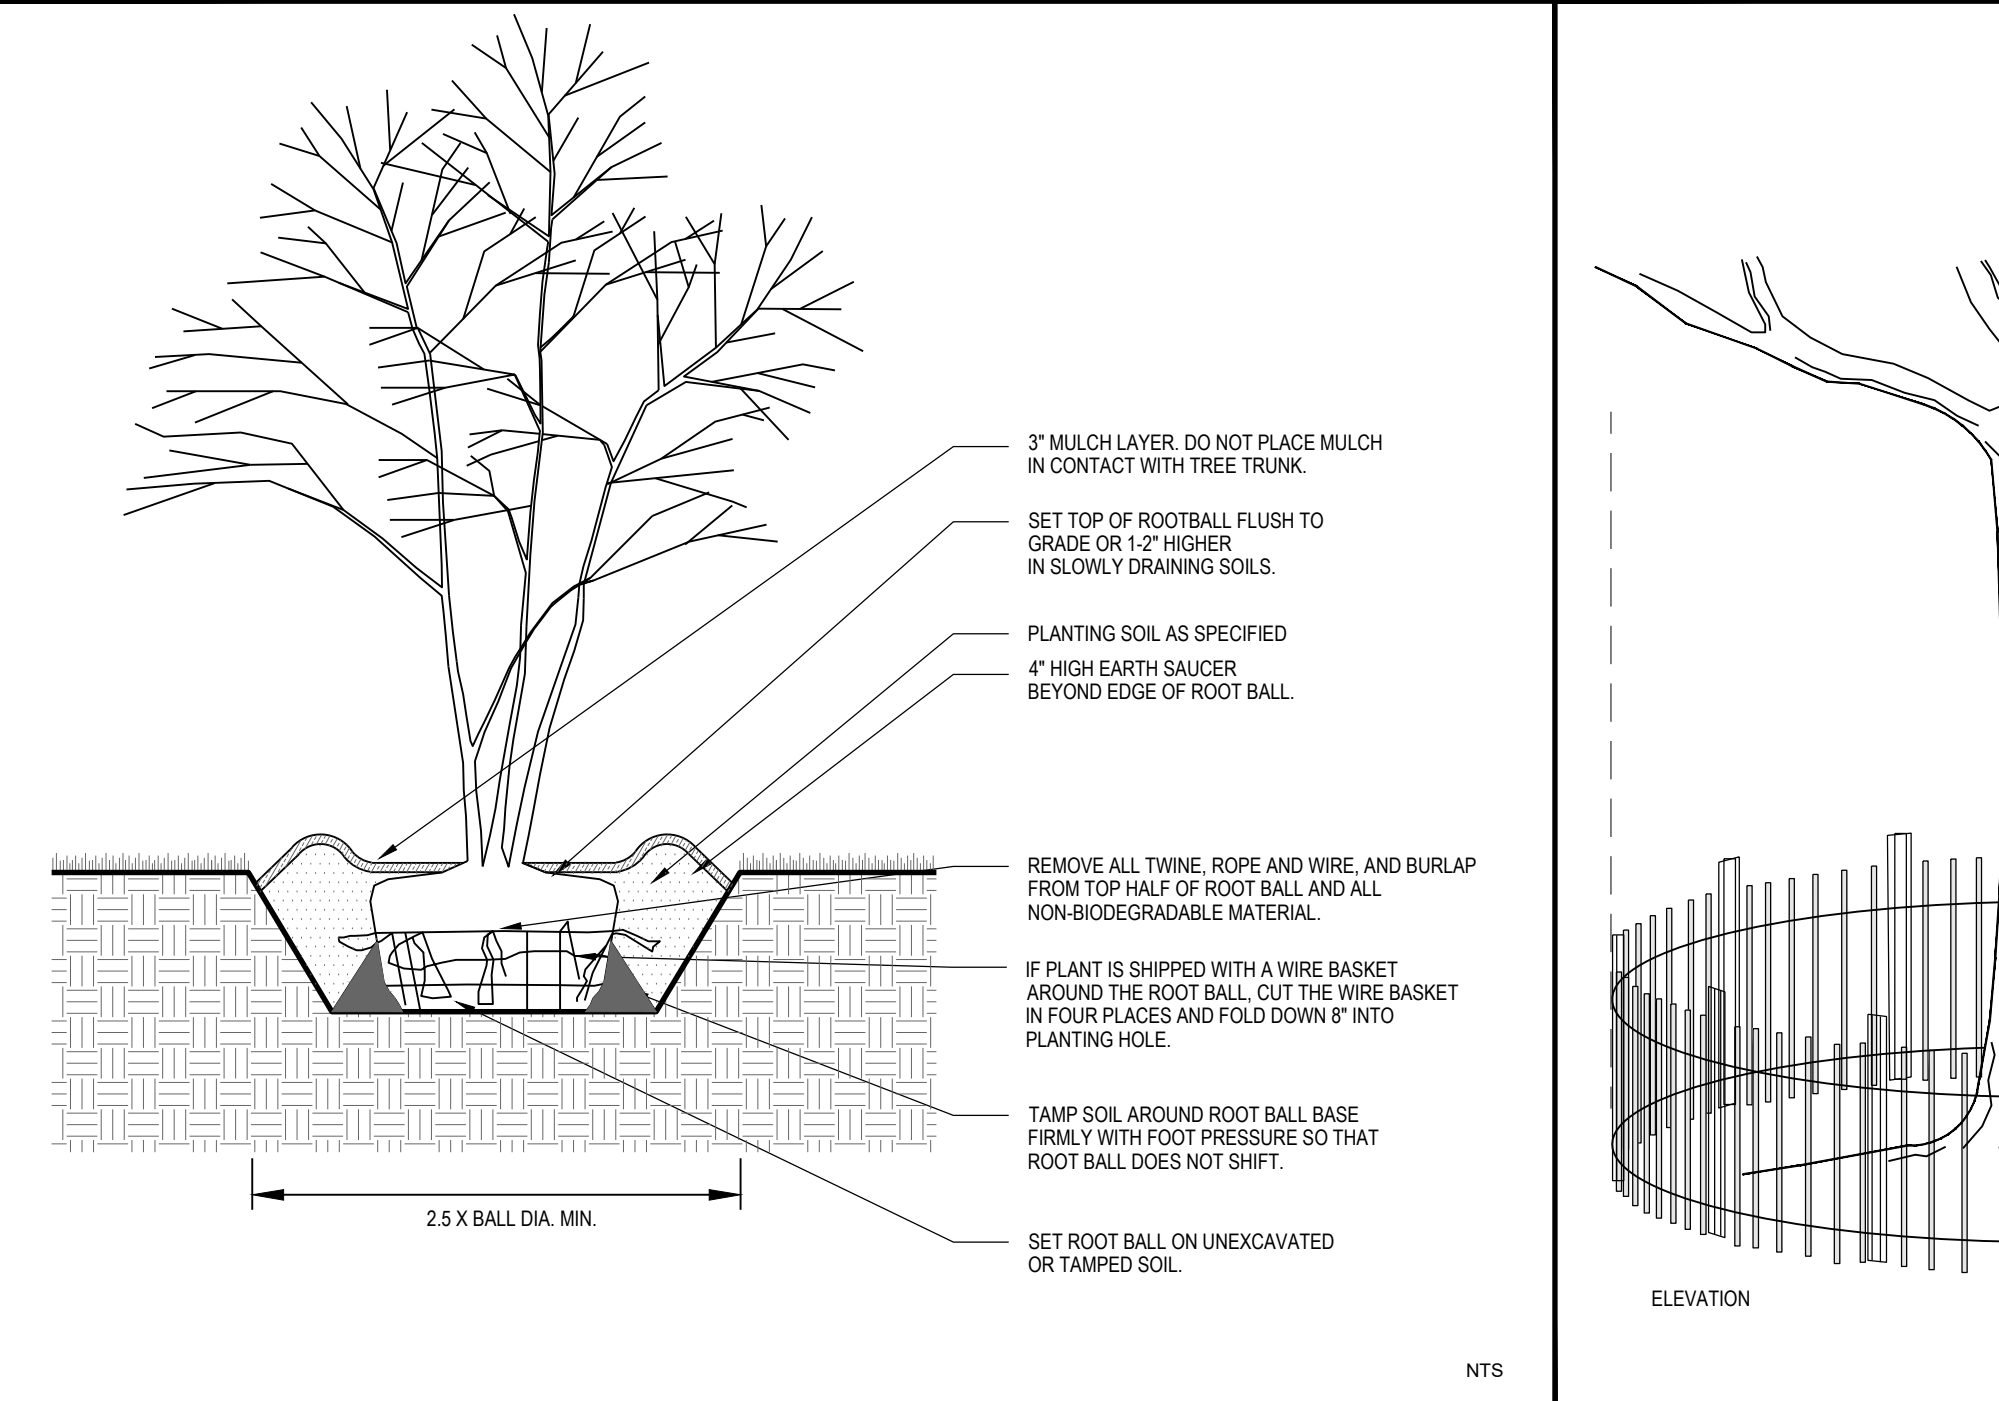 3" MULCH LAYER. DO NOT PLACE MULCH
IN CONTACT WITH TREE TRUNK.
SET TOP OF ROOTBALL FLUSH TO
GRADE OR 1-2" HIGHER
IN SLOWLY DRAINING SOILS.
PLANTING SOIL AS SPECIFIED
4" HIGH EARTH SAUCER
BEYOND EDGE OF ROOT BALL.
REMOVE ALL TWINE, ROPE AND WIRE, AND BURLAP
FROM TOP HALF OF ROOT BALL AND ALL
NON-BIODEGRADABLE MATERIAL.
IF PLANT IS SHIPPED WITH A WIRE BASKET
AROUND THE ROOT BALL, CUT THE WIRE BASKET
IN FOUR PLACES AND FOLD DOWN 8" INTO
PLANTING HOLE.
TAMP SOIL AROUND ROOT BALL BASE
FIRMLY WITH FOOT PRESSURE SO THAT
ROOT BALL DOES NOT SHIFT.
2.5 X BALL DIA. MIN.
SET ROOT BALL ON UNEXCAVATED
OR TAMPED SOIL.
ELEVATION
NTS